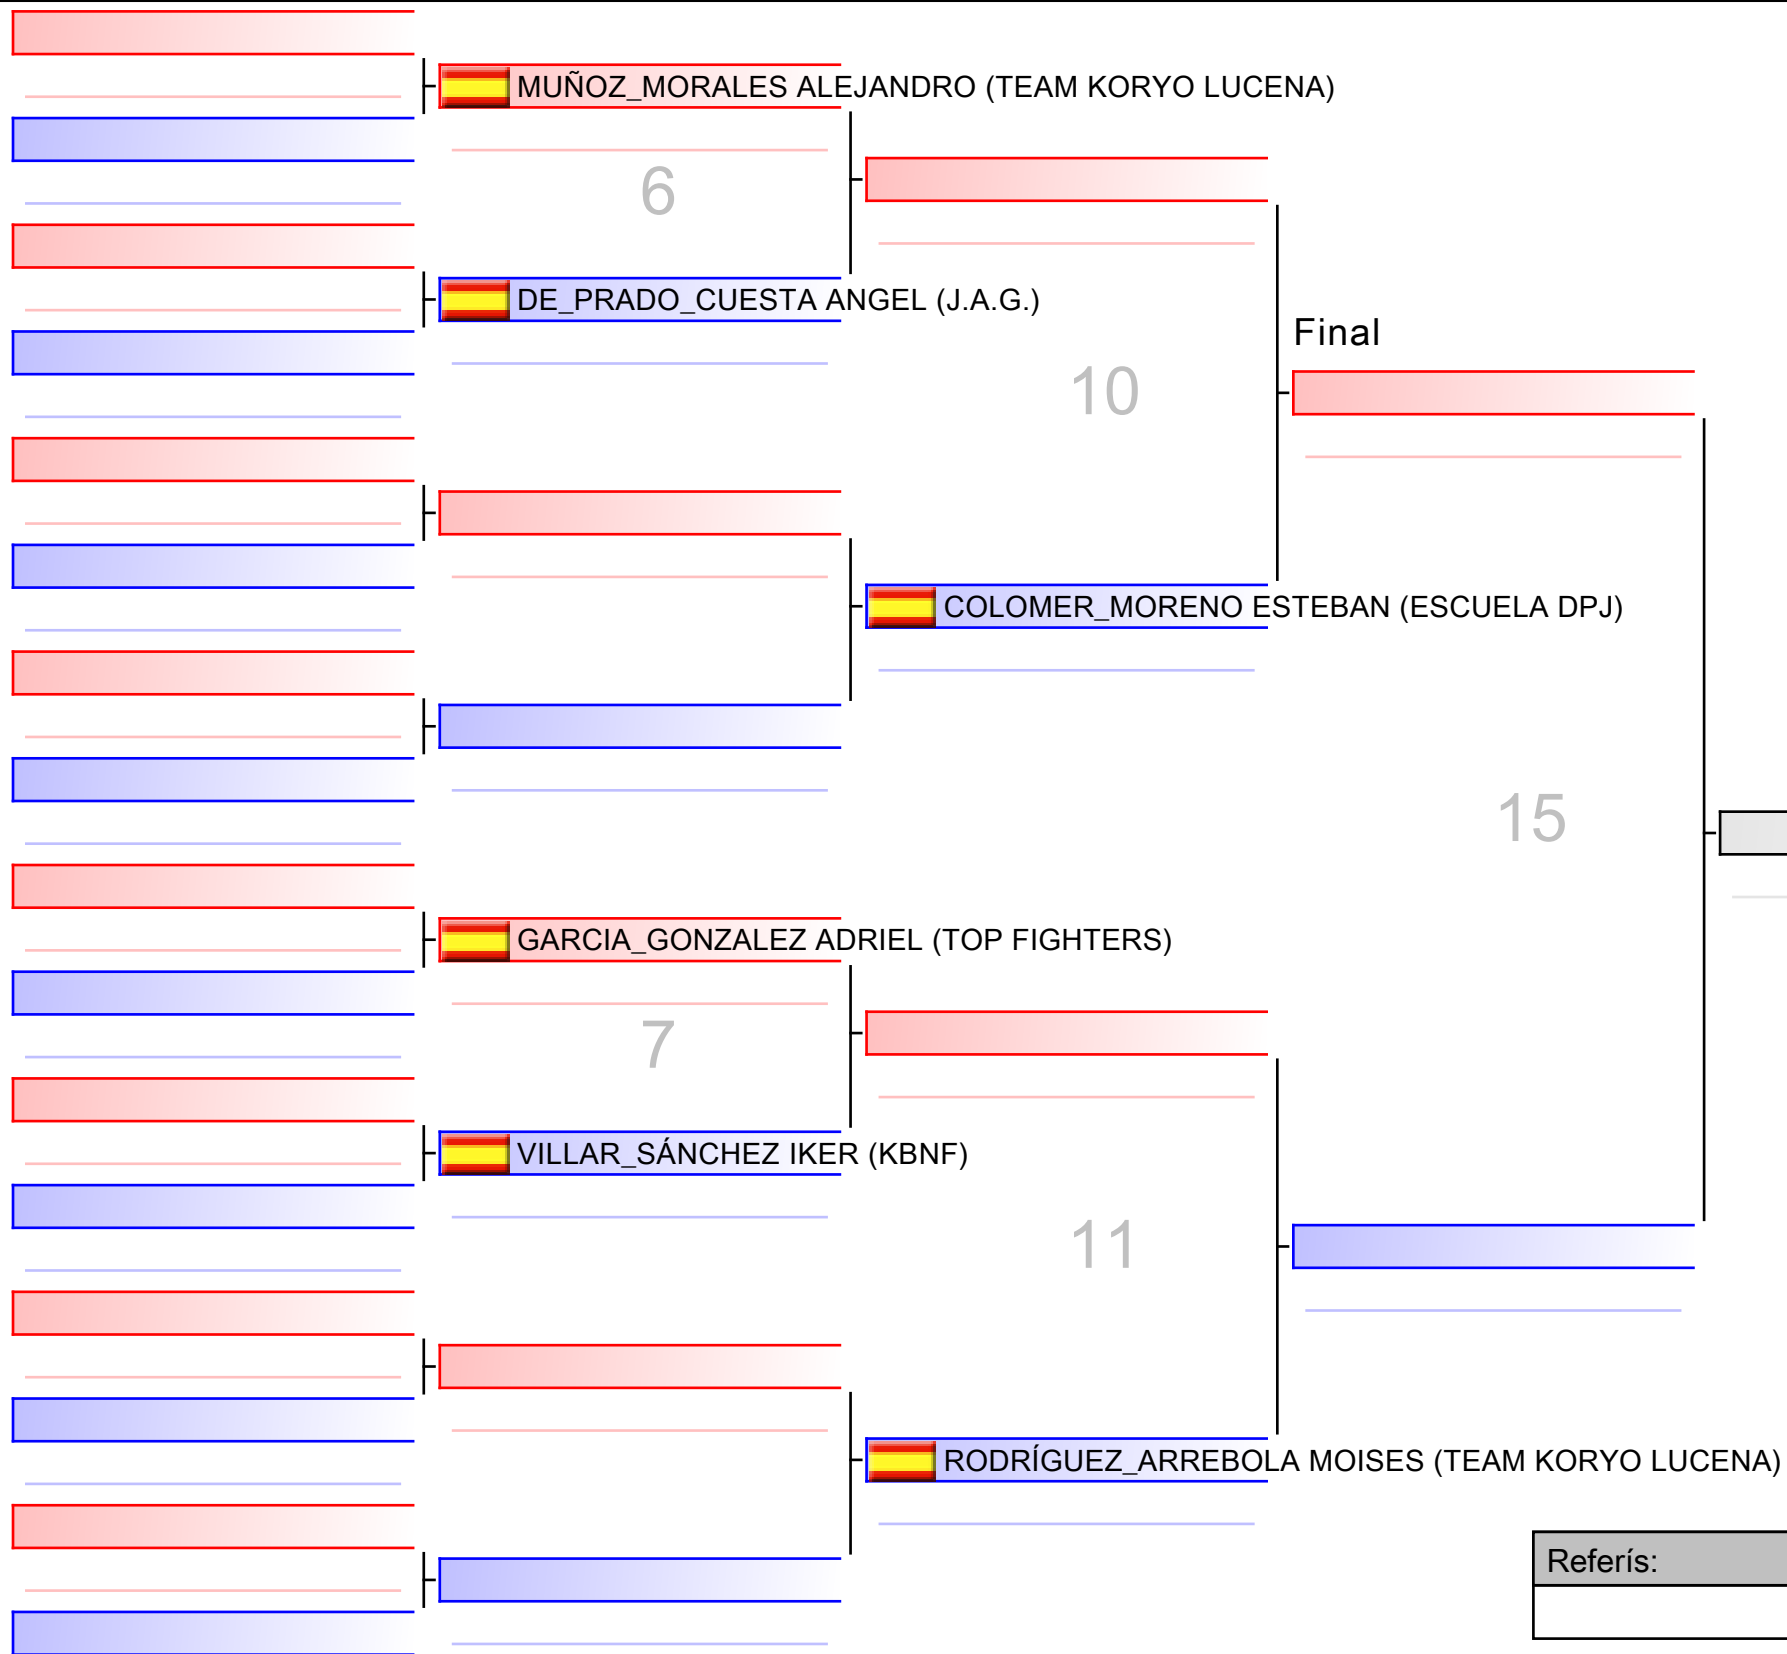 MUÑOZ_MORALES ALEJANDRO (TEAM KORYO LUCENA)
6
DE_PRADO_CUESTA ANGEL (J.A.G.)
Final
10
COLOMER_MORENO ESTEBAN (ESCUELA DPJ)
15
GARCIA_GONZALEZ ADRIEL (TOP FIGHTERS)
7
VILLAR_SÁNCHEZ IKER (KBNF)
11
RODRÍGUEZ_ARREBOLA MOISES (TEAM KORYO LUCENA)
Referís: